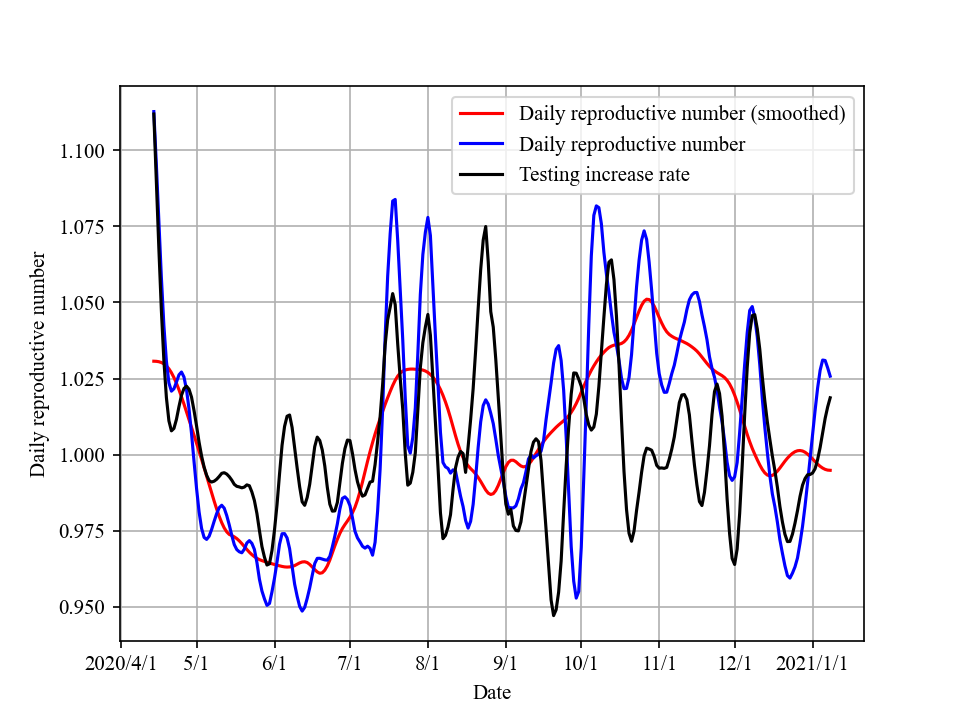 Daily reproductive number (smoothed)
Daily reproductive number
Testing increase rate
Daily reproductive number
1.100
1.075
1.050
1.025
1.000
0.975
0.950
2020/4/1 5/1 6/1 7/1 8/1 9/1 10/1 11/1 12/1 2021/1/1
Date